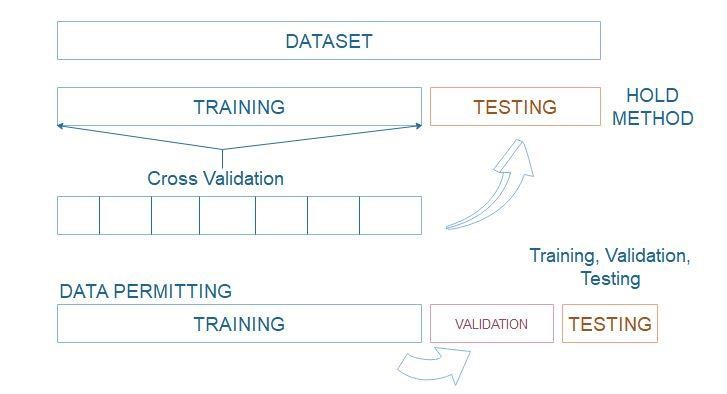 DATASET
TRAINING
TESTING
HOLD
METHOD
Cross Validation
Training, Validation,
Testing
DATA PERMITTING
TRAINING
VALIDATION
TESTING